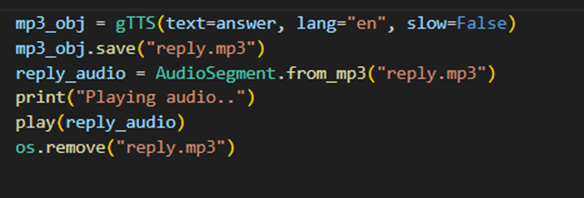 mp3_obj = gTTS(text=answer, lang="en", slow=False)
mp3_obj.save("reply.mp3")
reply_audio = AudioSegment.from_mp3("reply.mp3")
print("Playing audio..")
play(reply_audio)
os.remove("reply.mp3")